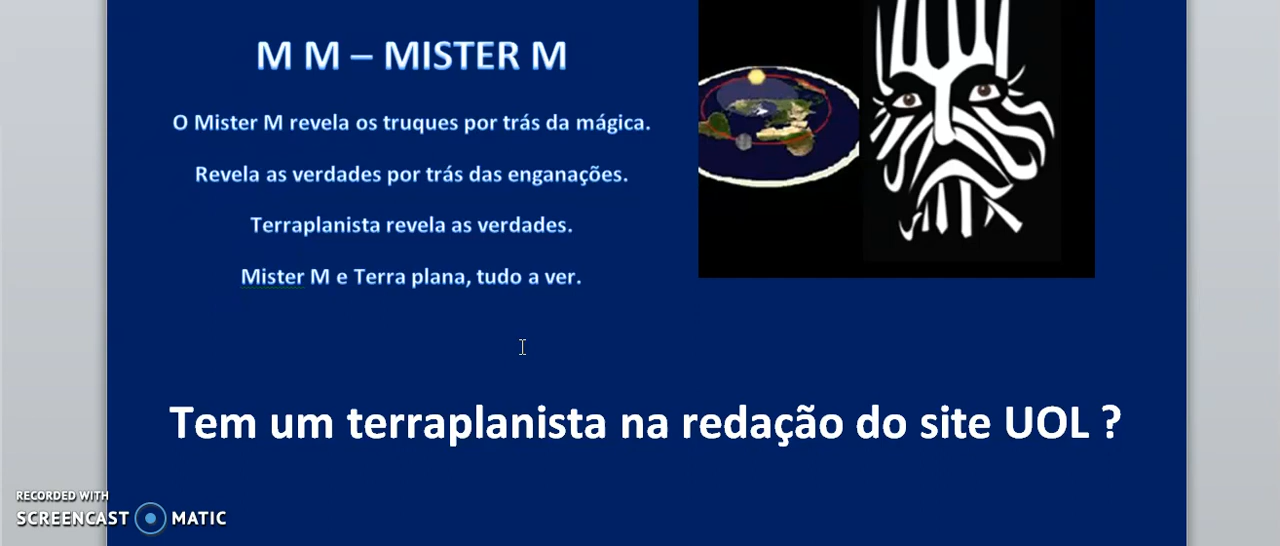 M M – MISTER M
O Mister M revela os truques por trás da mágica.
Revela as verdades por trás das enganações.
Terraplanista revela as verdades.
Mister M e Terra plana, tudo a ver.
Tem um terraplanista na redação do site UOL ?
RECORDED WITH
SCREENCAST MATIC